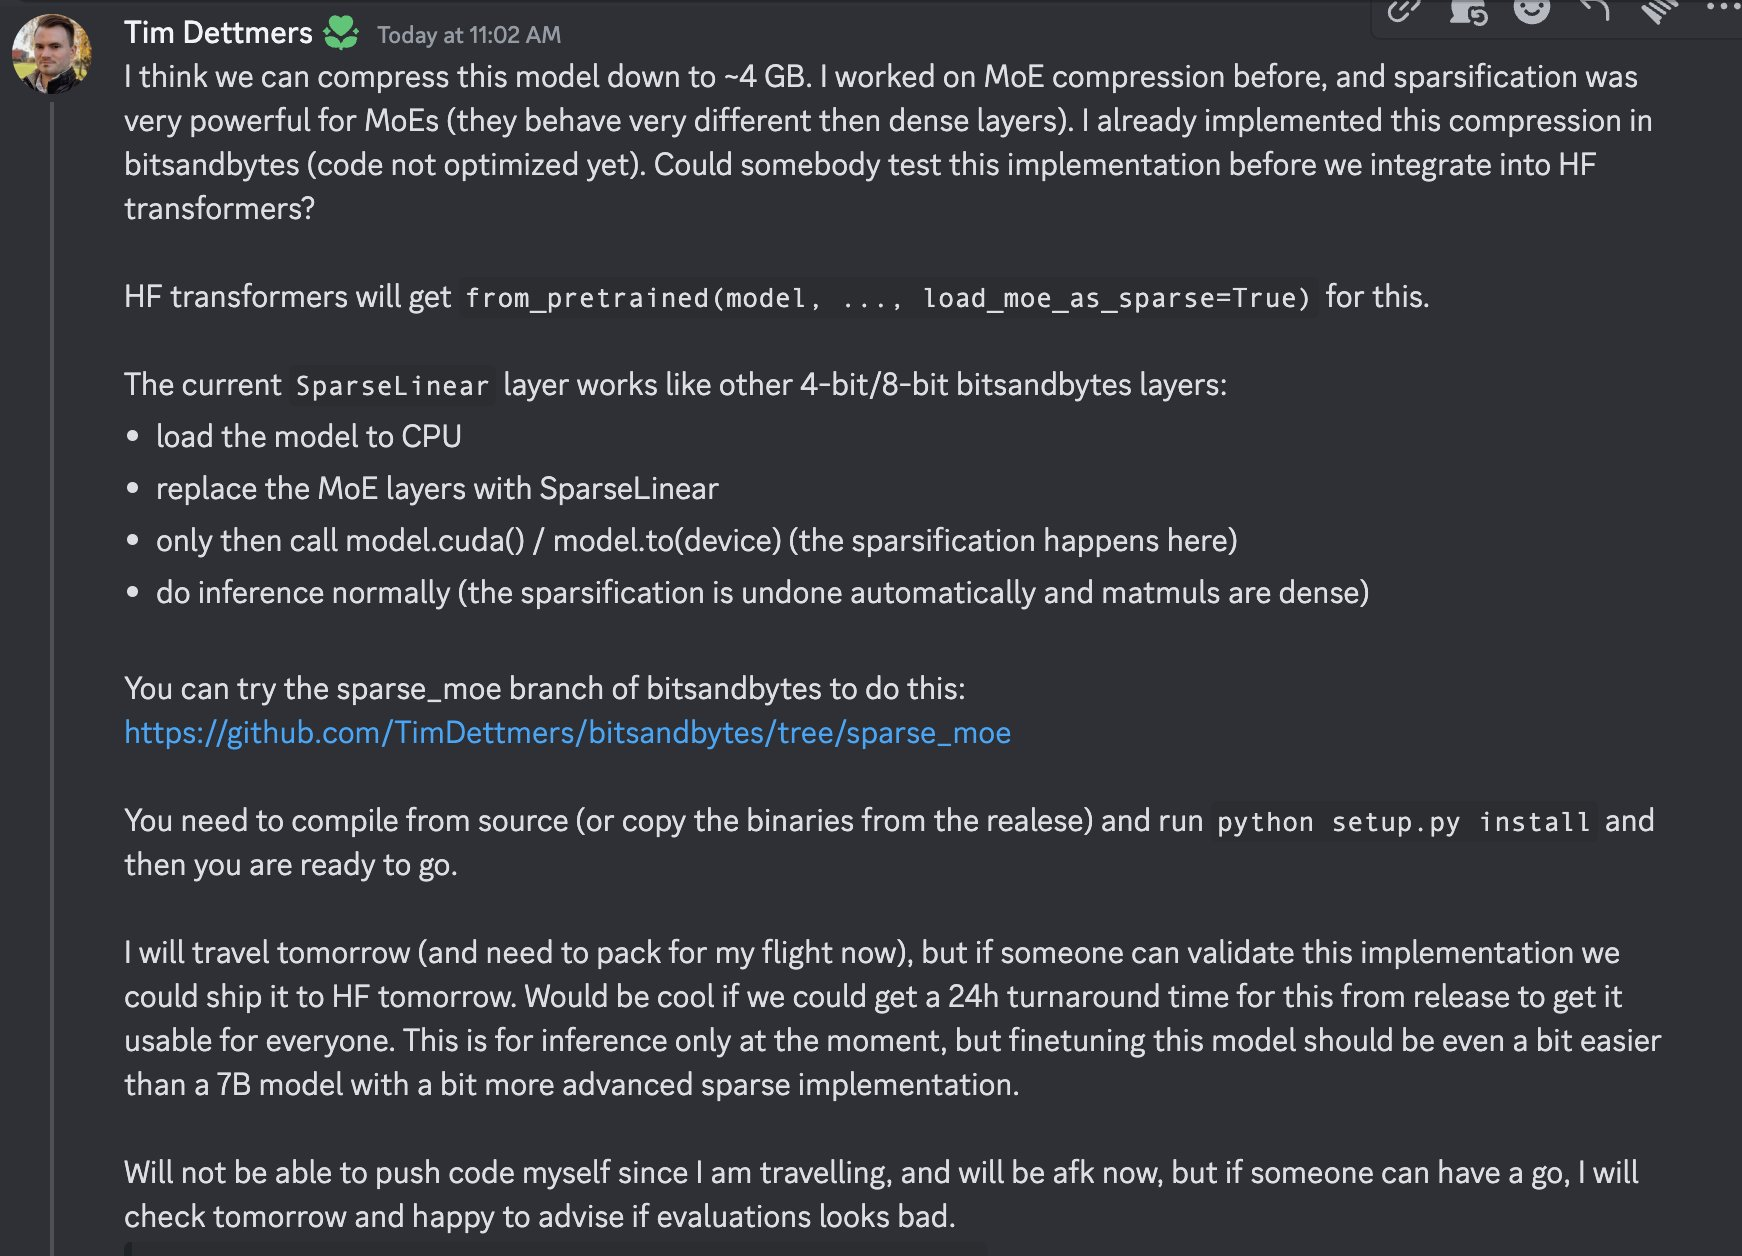 Tim Dettmers Today at 11:02 AM
I think we can compress this model down to ~4 GB. I worked on MoE compression before, and sparsification was
very powerful for MoEs (they behave very different then dense layers). I already implemented this compression in
bitsandbytes (code not optimized yet). Could somebody test this implementation before we integrate into HF
transformers?
HF transformers will get from_pretrained(model, ..., load_moe_as_sparse=True) for this.
The current SparseLinear layer works like other 4-bit/8-bit bitsandbytes layers:
• load the model to CPU
• replace the MoE layers with SparseLinear
• only then call model.cuda() / model.to(device) (the sparsification happens here)
• do inference normally (the sparsification is undone automatically and matmuls are dense)
You can try the sparse_moe branch of bitsandbytes to do this:
https://github.com/TimDettmers/bitsandbytes/tree/sparse_moe
You need to compile from source (or copy the binaries from the realese) and run python setup.py install and
then you are ready to go.
I will travel tomorrow (and need to pack for my flight now), but if someone can validate this implementation we
could ship it to HF tomorrow. Would be cool if we could get a 24h turnaround time for this from release to get it
usable for everyone. This is for inference only at the moment, but finetuning this model should be even a bit easier
than a 7B model with a bit more advanced sparse implementation.
Will not be able to push code myself since I am travelling, and will be afk now, but if someone can have a go, I will
check tomorrow and happy to advise if evaluations looks bad.